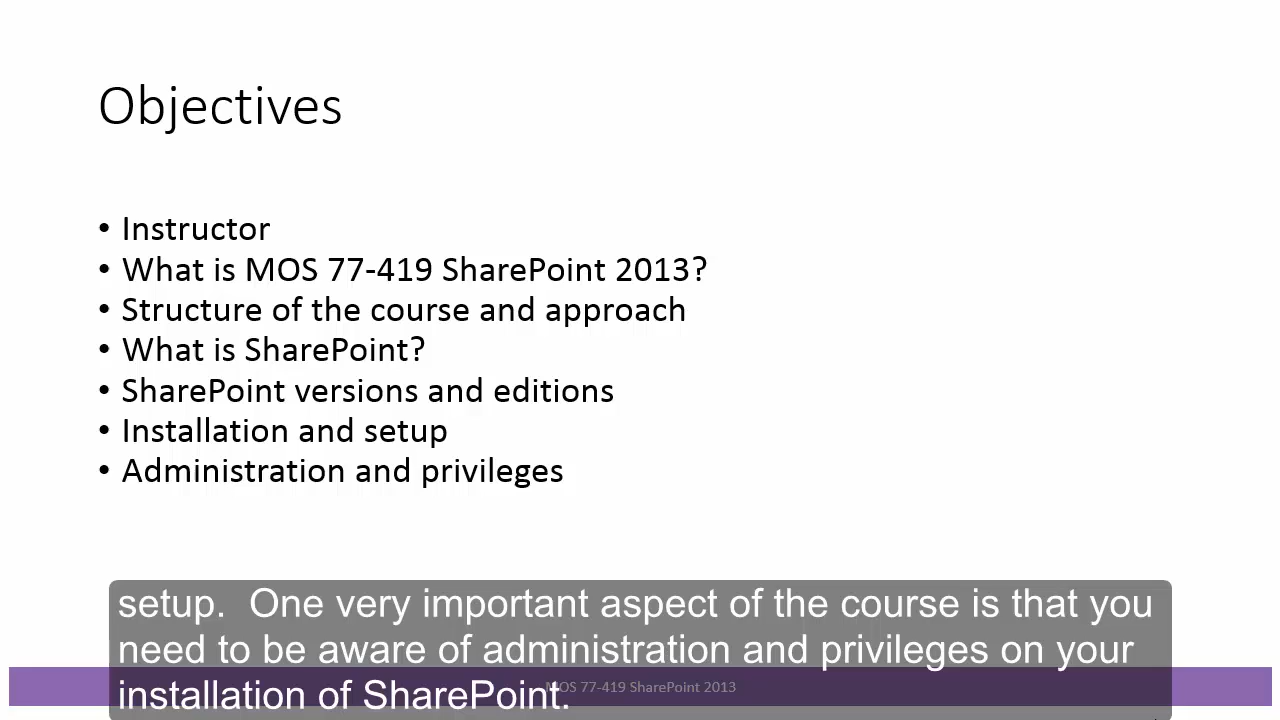 Objectives
• Instructor
• What is MOS 77-419 SharePoint 2013?
• Structure of the course and approach
• What is SharePoint?
• SharePoint versions and editions
• Installation and setup
• Administration and privileges
setup.  One very important aspect of the course is that you
need to be aware of administration and privileges on your
installation of SharePoint.
MOS 77-419 SharePoint 2013